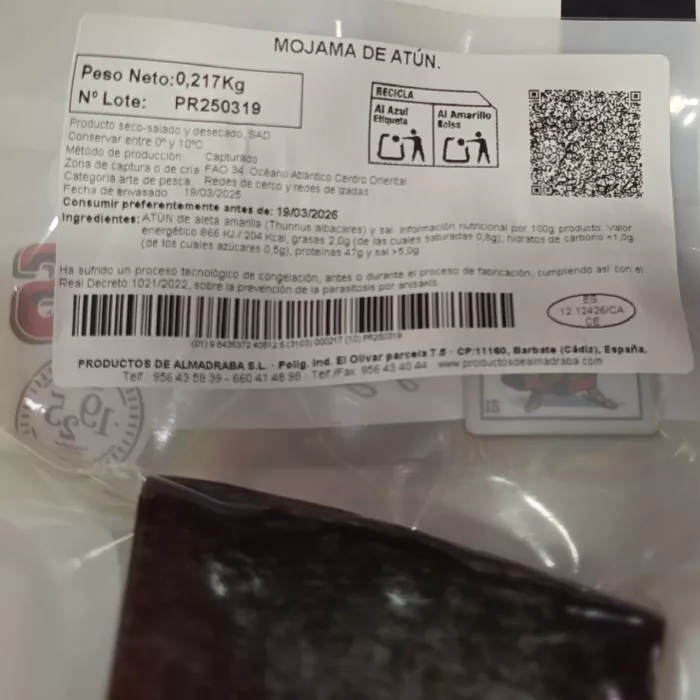 MOJAMA DE ATÚN.
Peso Neto:0,217Kg
Nº Lote: PR250319
RECICLA
Al Azul
Etiqueta
Al Amarillo
Bolsa
Producto seco-salado y desecado. SAD
Conservar entre 0º y 10ºC
Método de producción: Capturado
Zona de captura o de cría FAO 34. Océano Atlántico Centro Oriental
Categoría arte de pesca: Redes de cerco y redes de izadas
Fecha de envasado 19/03/2025
Consumir preferentemente antes de: 19/03/2026
Ingredientes: ATÚN de aleta amarilla (Thunnus albacares) y sal. Información nutricional por 100g producto: Valor
energético 866 KJ / 204 Kcal, grasas 2,0g (de las cuales saturadas 0,8g), hidratos de carbono <1,0g
(de los cuales azúcares 0,5g), proteínas 47g y sal >5,0g
Ha sufrido un proceso tecnológico de congelación, antes o durante el proceso de fabricación, cumpliendo así con el
Real Decreto 1021/2022, sobre la prevención de la parasitosis por anisakis.
ES
12.12426/CA
CE
PRODUCTOS DE ALMADRABA S.L. - Polig. Ind. El Olivar parcela 7.5 - CP:11160, Barbate (Cádiz), España.
Telf. 956 43 58 39 - 660 41 48 98 - Telf./Fax 956 43 40 44 www.productosdealmadraba.com